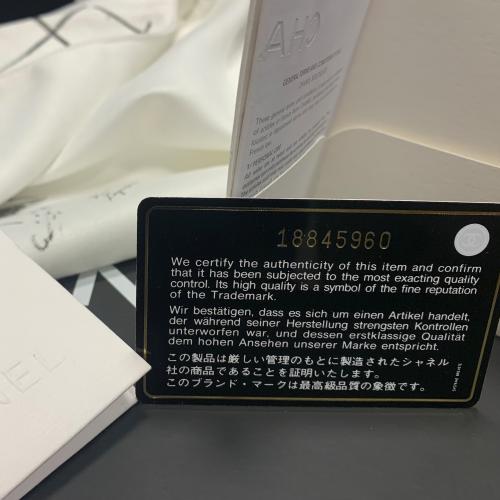 CHA
GENERAL
1/ PERSONAL USE
NEL
18845960
We certify the authenticity of this item and confirm
that it has been subjected to the most exacting quality
control. Its high quality is a symbol of the fine reputation
of the Trademark.
Wir bestätigen, dass es sich um einen Artikel handelt,
der während seiner Herstellung strengsten Kontrollen
unterworfen war, und dessen erstklassige Qualität
dem hohen Ansehen unserer Marke entspricht.
この製品は厳しい管理のもとに製造されたシャネル
社の商品であることを証明いたします。
このブランド・マークは最高級品質の象徴です。